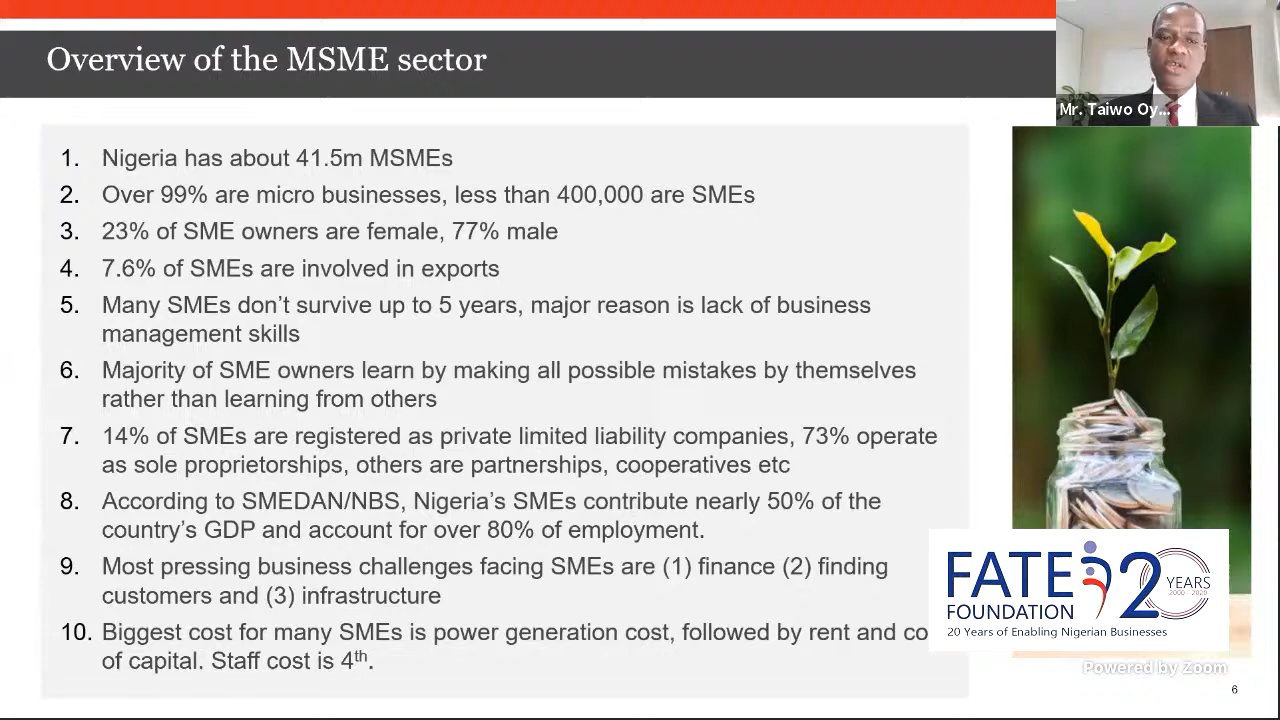 Overview of the MSME sector
Mr. Taiwo Oy...
1. Nigeria has about 41.5m MSMEs
2. Over 99% are micro businesses, less than 400,000 are SMEs
3. 23% of SME owners are female, 77% male
4. 7.6% of SMEs are involved in exports
5. Many SMEs don’t survive up to 5 years, major reason is lack of business
management skills
6. Majority of SME owners learn by making all possible mistakes by themselves
rather than learning from others
7. 14% of SMEs are registered as private limited liability companies, 73% operate
as sole proprietorships, others are partnerships, cooperatives etc
8. According to SMEDAN/NBS, Nigeria’s SMEs contribute nearly 50% of the
country’s GDP and account for over 80% of employment.
9. Most pressing business challenges facing SMEs are (1) finance (2) finding
customers and (3) infrastructure
10. Biggest cost for many SMEs is power generation cost, followed by rent and co
of capital. Staff cost is 4th.
FATE
FOUNDATION
20 YEARS
2000 - 2020
20 Years of Enabling Nigerian Businesses
Powered by Zoom
6